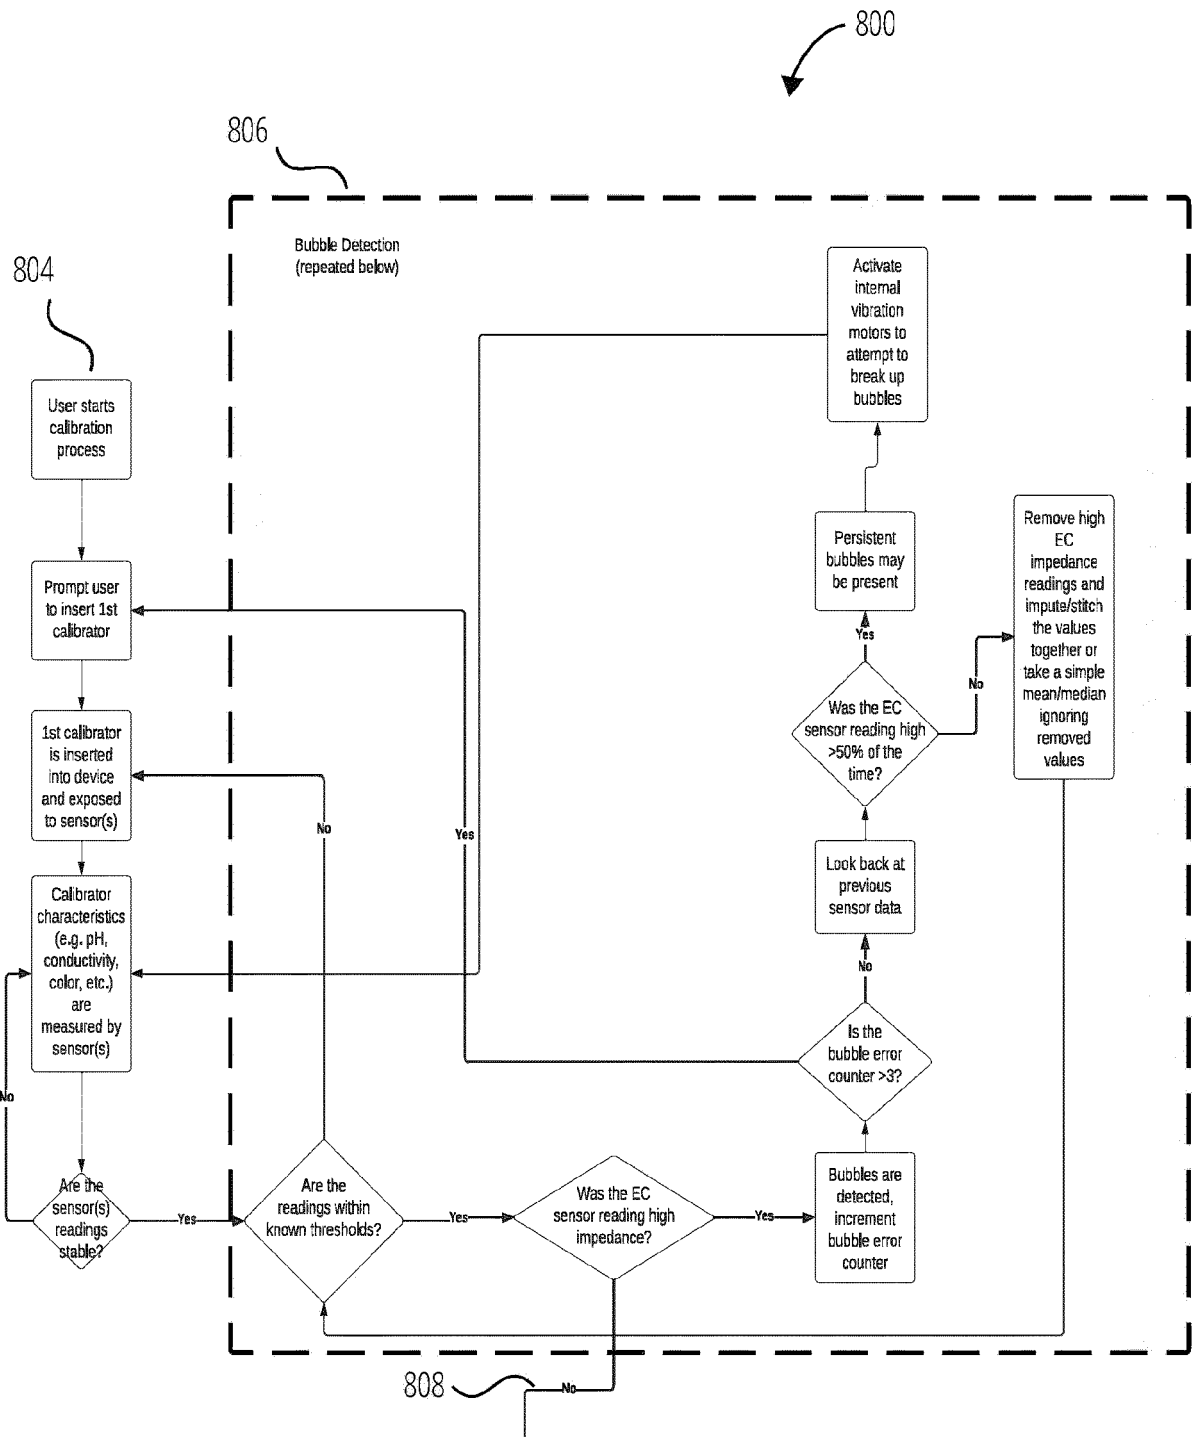 800
806
Bubble Detection
(repeated below)
804
User starts
calibration
process
Prompt user
to insert 1st
calibrator
1st calibrator
is inserted
into device
and exposed
to sensor(s)
Calibrator
characteristics
(e.g. pH,
conductivity,
color, etc.)
are
measured by
sensor(s)
No
Are the
sensor(s)
readings
stable?
Yes
Are the
readings within
known thresholds?
No
Yes
Was the EC
sensor reading high
impedance?
Yes
No
808
Bubbles are
detected,
increment
bubble error
counter
Is the
bubble error
counter >3?
Yes
No
Look back at
previous
sensor data
Was the EC
sensor reading high
>50% of the
time?
Yes
No
Persistent
bubbles may
be present
Activate
internal
vibration
motors to
attempt to
break up
bubbles
Remove high
EC
impedance
readings and
impute/stitch
the values
together or
take a simple
mean/median
ignoring
removed
values